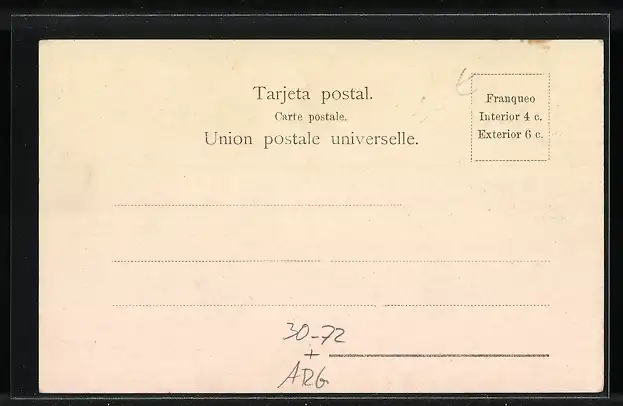 Tarjeta postal.
Carte postale.
Union postale universelle.
Franqueo
Interior 4 c.
Exterior 6 c.
30-72
+
ARG